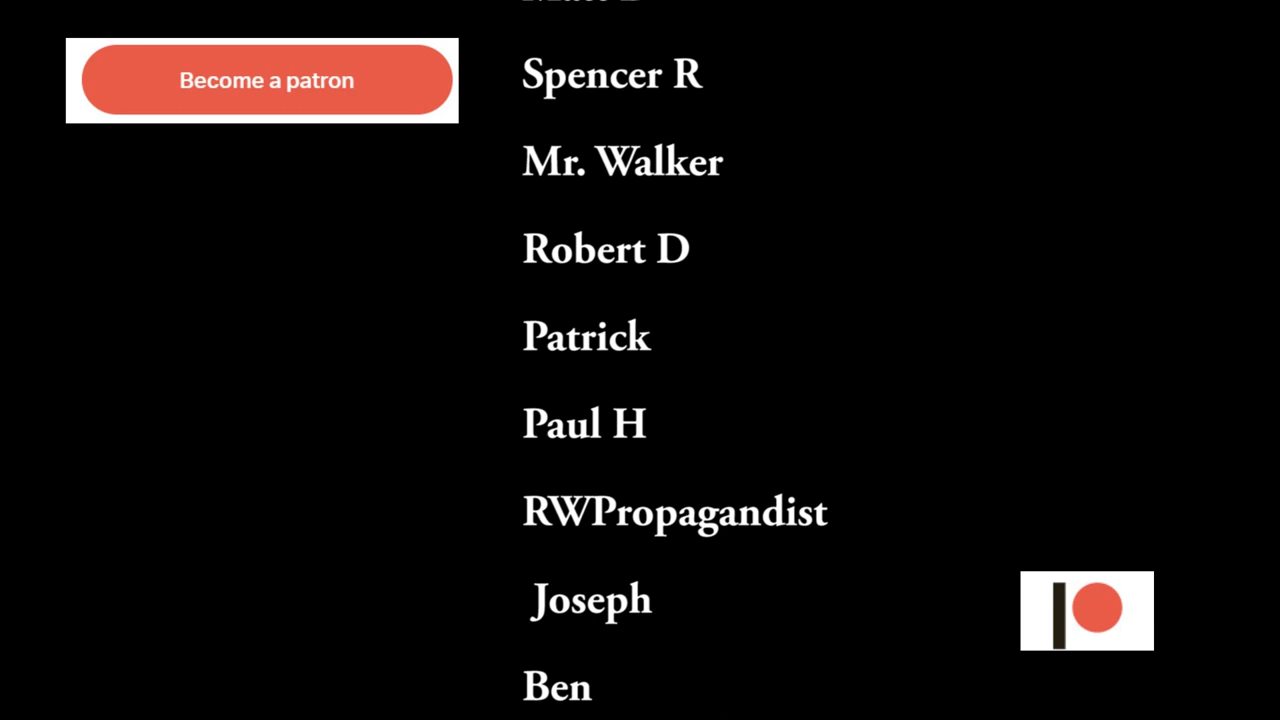 Become a patron
Spencer R
Mr. Walker
Robert D
Patrick
Paul H
RWPropagandist
Joseph
Ben